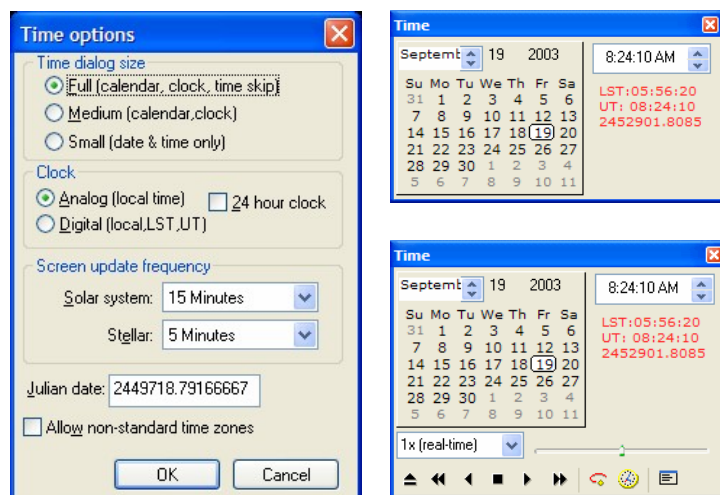 Time options
Time dialog size
Full (calendar, clock, time skip)
Medium (calendar,clock)
Small (date & time only)
Clock
Analog (local time)
24 hour clock
Digital (local,LST,UT)
Screen update frequency
Solar system: 15 Minutes
Stellar: 5 Minutes
Julian date: 2449718.79166667
Allow non-standard time zones
OK Cancel
Time
Septemb 19 2003 8:24:10 AM
Su Mo Tu We Th Fr Sa
31 1 2 3 4 5 6
7 8 9 10 11 12 13
14 15 16 17 18 19 20
21 22 23 24 25 26 27
28 29 30 1 2 3 4
5 6 7 8 9 10 11
LST:05:56:20
UT: 08:24:10
2452901.8085
Time
Septemb 19 2003 8:24:10 AM
Su Mo Tu We Th Fr Sa
31 1 2 3 4 5 6
7 8 9 10 11 12 13
14 15 16 17 18 19 20
21 22 23 24 25 26 27
28 29 30 1 2 3 4
5 6 7 8 9 10 11
LST:05:56:20
UT: 08:24:10
2452901.8085
1x (real-time)